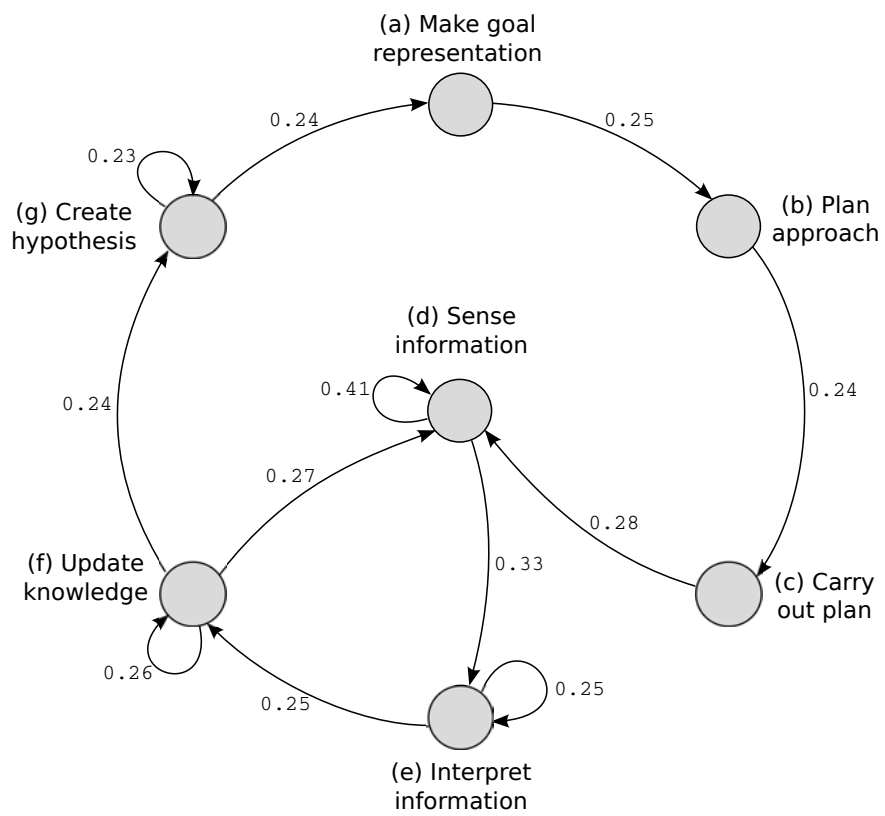 (a) Make goal
representation
0.24
0.25
0.23
(g) Create
hypothesis
(b) Plan
approach
(d) Sense
information
0.41
0.24
0.24
0.27
0.28
(f) Update
knowledge
0.33
(c) Carry
out plan
0.26
0.25
0.25
(e) Interpret
information